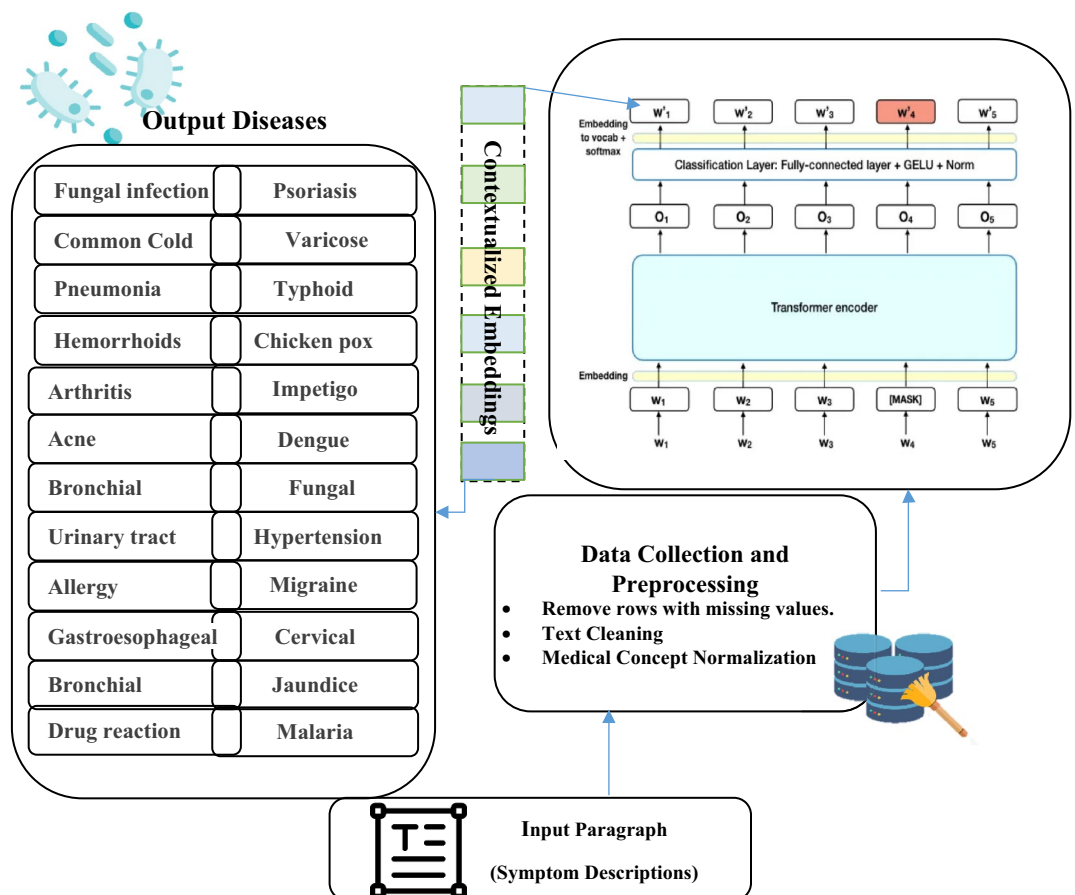 Output Diseases
Fungal infection Psoriasis
Common Cold Varicose
Pneumonia Typhoid
Hemorrhoids Chicken pox
Arthritis Impetigo
Acne Dengue
Bronchial Fungal
Urinary tract Hypertension
Allergy Migraine
Gastroesophageal Cervical
Bronchial Jaundice
Drug reaction Malaria
Contextualized Embeddings
W'1 W'2 W'3 W'4 W'5
Embedding
to vocab +
softmax
Classification Layer: Fully-connected layer + GELU + Norm
O1 O2 O3 O4 O5
Transformer encoder
Embedding
W1 W2 W3 [MASK] W5
W1 W2 W3 W4 W5
Data Collection and
Preprocessing
• Remove rows with missing values.
• Text Cleaning
• Medical Concept Normalization
Input Paragraph
(Symptom Descriptions)